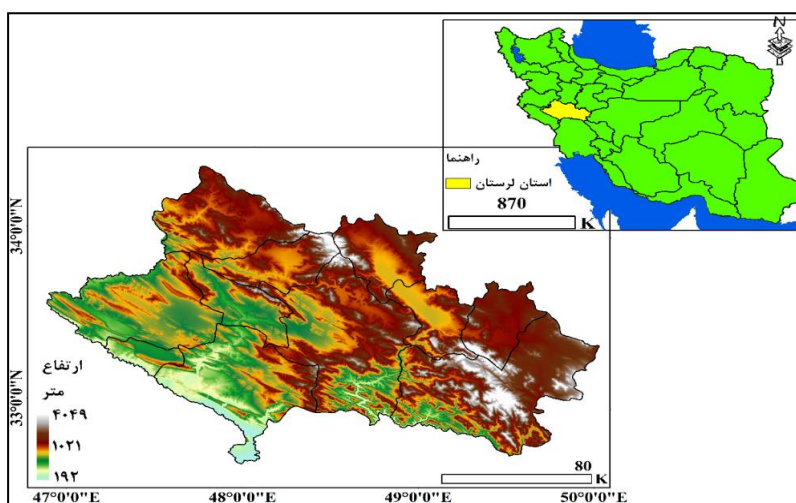 N
راهنما
استان لرستان
870
K
34°0'0"N
33°0'0"N
ارتفاع
متر
۴۰۴۹
۱۰۲۱
۱۹۲
80
K
47°0'0"E 48°0'0"E 49°0'0"E 50°0'0"E